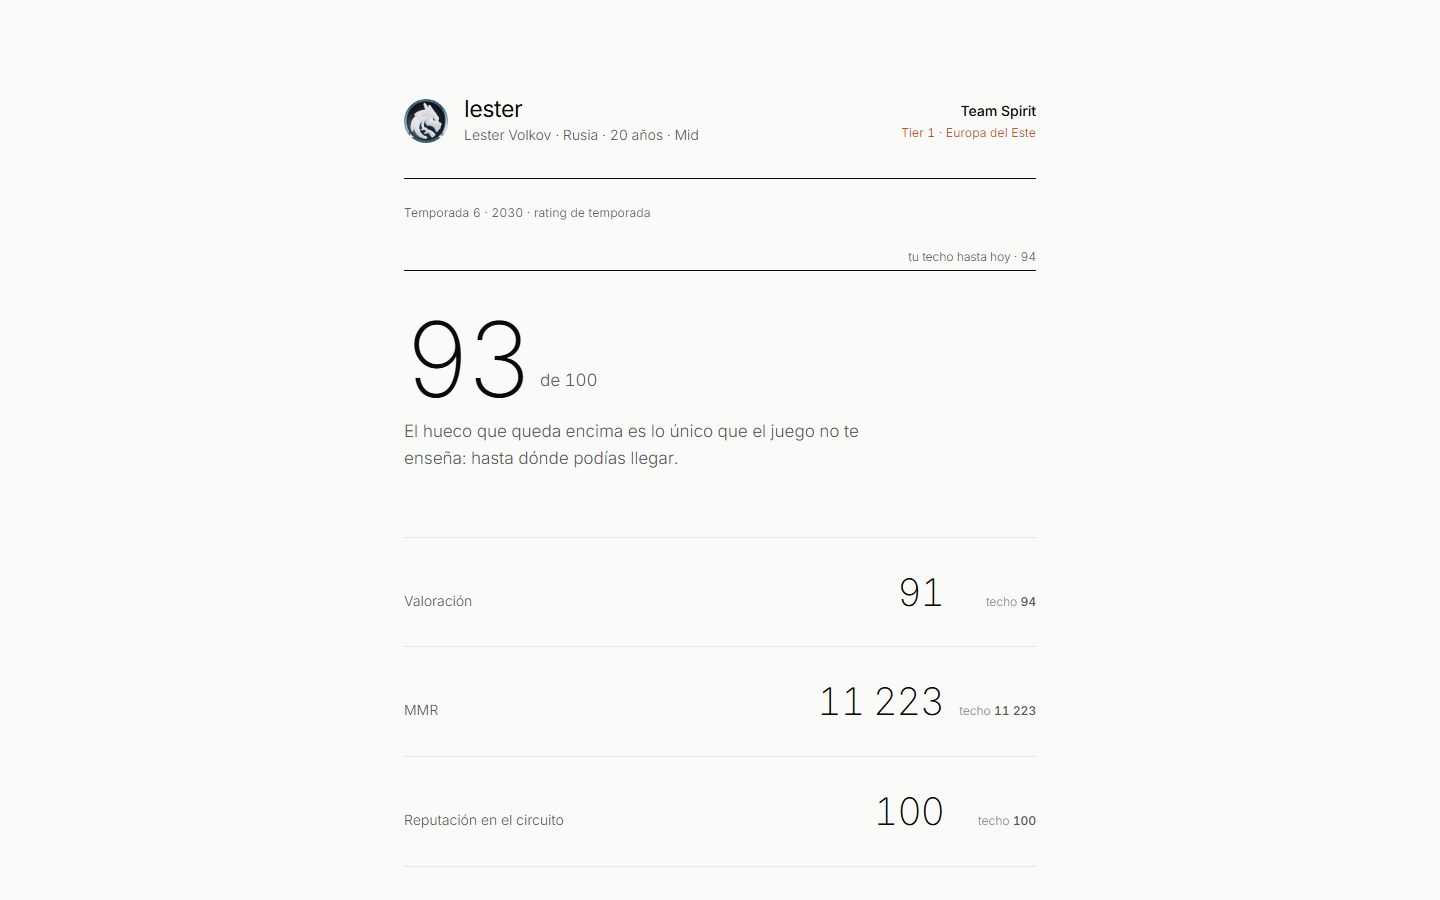 lester
Lester Volkov · Rusia · 20 años · Mid
Team Spirit
Tier 1 · Europa del Este
Temporada 6 · 2030 · rating de temporada
tu techo hasta hoy · 94
93 de 100
El hueco que queda encima es lo único que el juego no te
enseña: hasta dónde podías llegar.
Valoración 91 techo 94
MMR 11 223 techo 11 223
Reputación en el circuito 100 techo 100